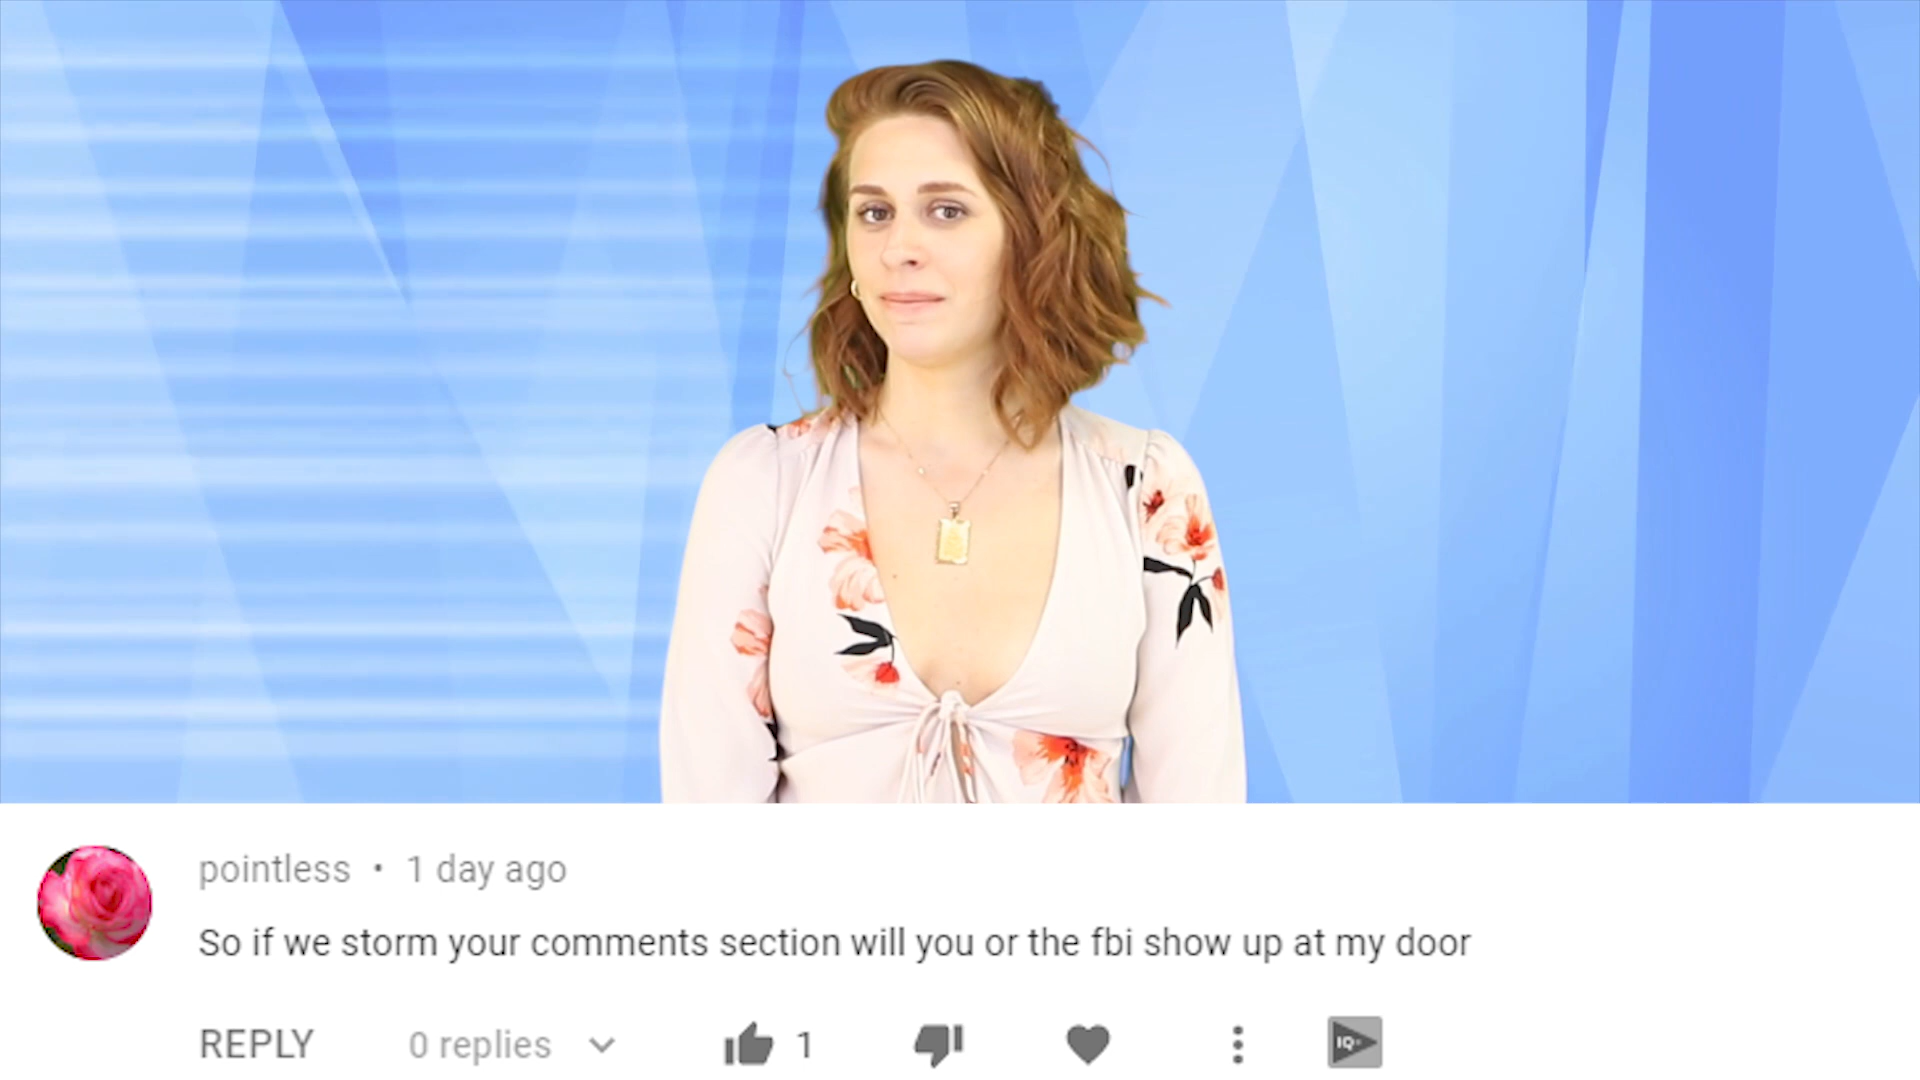 pointless • 1 day ago
So if we storm your comments section will you or the fbi show up at my door
REPLY 0 replies 1 IQ